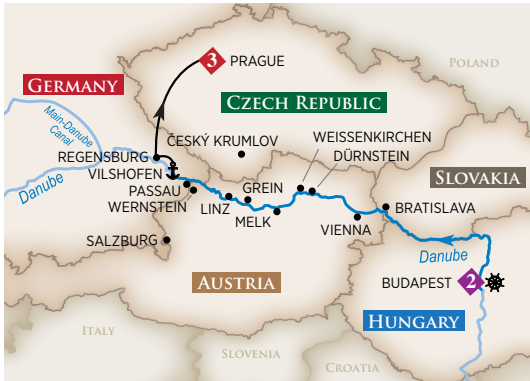 3 PRAGUE
POLAND
GERMANY
CZECH REPUBLIC
Main-Danube
Canal
WEISSENKIRCHEN
ČESKÝ KRUMLOV
DÜRNSTEIN
REGENSBURG
VILSHOFEN
Danube
PASSAU
GREIN
SLOVAKIA
WERNSTEIN
LINZ
MELK
BRATISLAVA
VIENNA
SALZBURG
Danube
AUSTRIA
BUDAPEST 2
HUNGARY
ITALY
SLOVENIA
CROATIA